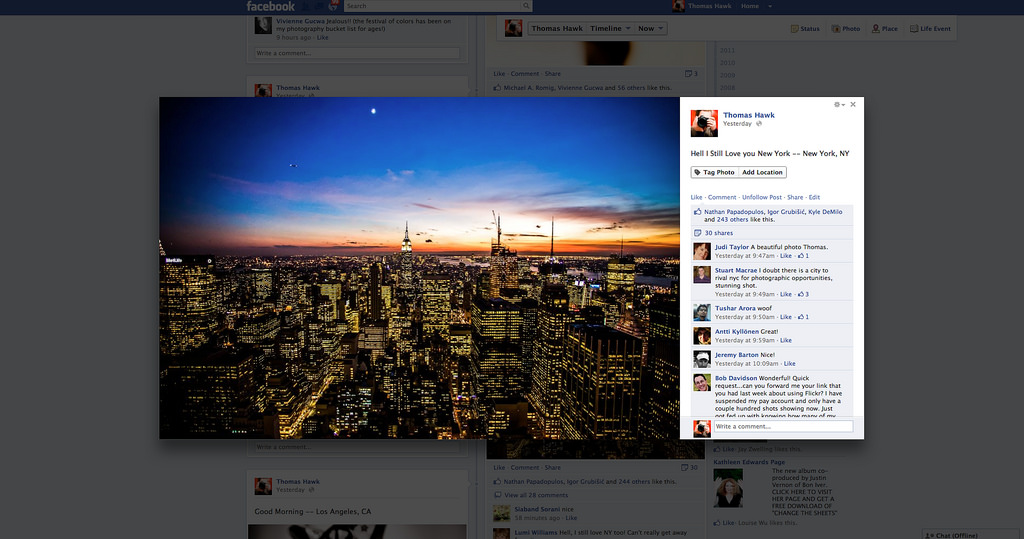 facebook
Search
Thomas Hawk
Home
Vivienne Gucwa Jealous!! (the festival of colors has been on
my photography bucket list for ages!)
9 hours ago · Like
Write a comment...
Thomas Hawk
Yesterday
Thomas Hawk
Timeline
Now
Status
Photo
Place
Life Event
2011
2010
2009
2008
Like · Comment · Share
3
Michael A. Romig, Vivienne Gucwa and 56 others like this.
Thomas Hawk
Yesterday
Hell I Still Love you New York -- New York, NY
Tag Photo
Add Location
Like · Comment · Unfollow Post · Share · Edit
Nathan Papadopulos, Igor Grubišić, Kyle DeMilo
and 243 others like this.
30 shares
Judi Taylor A beautiful photo Thomas.
Yesterday at 9:47am · Like · 1
Stuart Macrae I doubt there is a city to
rival nyc for photographic opportunities,
stunning shot.
Yesterday at 9:49am · Like · 3
Tushar Arora woof
Yesterday at 9:50am · Like · 1
Antti Kyllönen Great!
Yesterday at 9:59am · Like
Jeremy Barton Nice!
Yesterday at 10:09am · Like
Bob Davidson Wonderful! Quick
request...can you forward me your link that
you had last week about using Flickr? I have
suspended my pay account and only have a
couple hundred shots showing now. Just
got fed up with knowing how many of my
Write a comment...
MetLife
Write a comment...
Thomas Hawk
Yesterday
Good Morning -- Los Angeles, CA
Like · Comment · Share
30
Nathan Papadopulos, Igor Grubišić and 244 others like this.
View all 28 comments
Siaband Sorani nice
18 minutes ago · Like
Lumi Williams Hell, I still love NY too! Can't really get away
Like · Jay Dowling likes this.
Kathleen Edwards Page
The new album co-
produced by Justin
Vernon of Bon Iver.
CLICK HERE TO VISIT
HER PAGE AND GET A
FREE DOWNLOAD OF
"CHANGE THE SHEETS"
Like · Louise Wu likes this.
Chat (Offline)